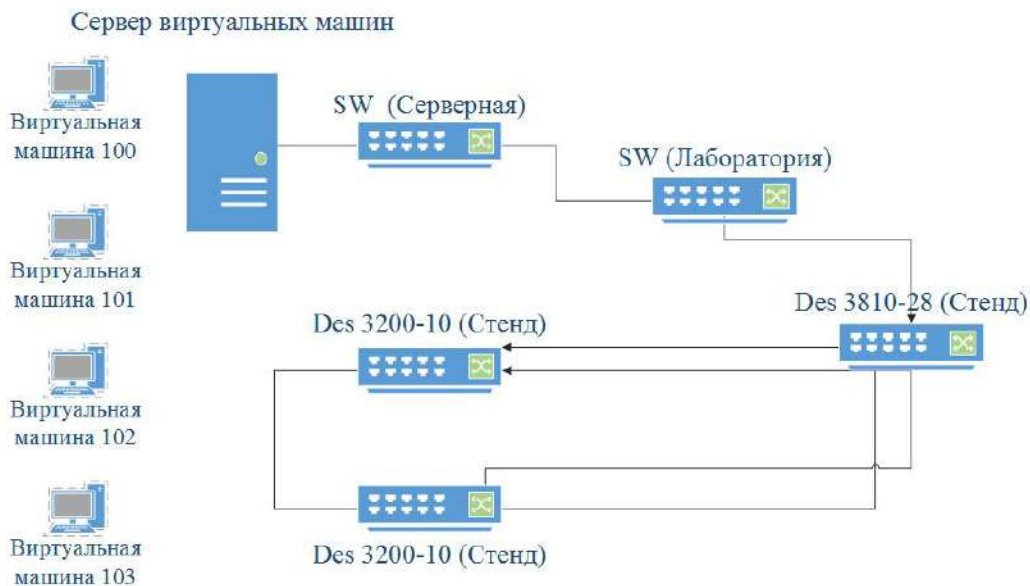 Сервер виртуальных машин
Виртуальная
машина 100
SW (Серверная)
SW (Лаборатория)
Виртуальная
машина 101
Des 3810-28 (Стенд)
Des 3200-10 (Стенд)
Виртуальная
машина 102
Виртуальная
машина 103
Des 3200-10 (Стенд)